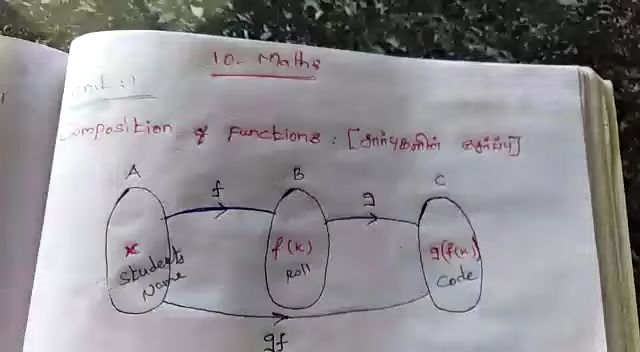 10- Maths
Unit : 1
Composition of Functions : [சார்புகளின் சேர்ப்பு]
A B C
f g
x f(x) g(f(x))
Students Name Roll Code
gf